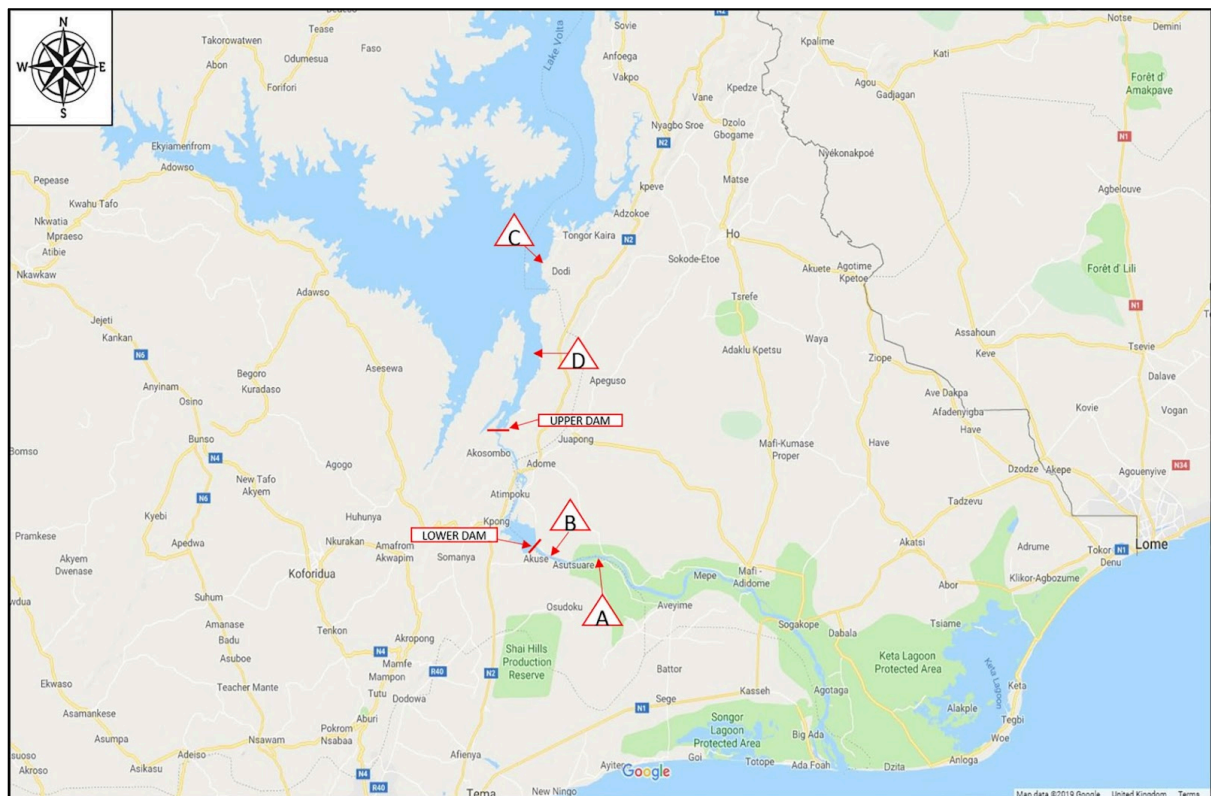 N
W
E
S
Dodoso
Dedeso
Tease
Takorowatwen
Faso
Abon
Odumesua
Forifori
Lake Volta
Sovie
Anfoega
Vakpo
N2
Kpalime
Kati
Agou
Gadjagan
Notse
Demini
Forêt d'
Amakpave
Vane
Kpedze
Dzolo
Gbogame
Nyagbo Sroe
N2
N1
Ekyiamenfrom
Adowso
Nyékonakpoé
Matse
kpeve
Agbelouve
Pepease
Kwahu Tafo
Nkwatia
Mpraeso
Atibie
Nkawkaw
Adzokoe
Tongor Kaira
N2
Ho
C
Dodi
Sokode-Etoe
Akuete
Agotime
Kpetoe
Forêt d' Lili
Adawso
Tsrefe
N1
Jejeti
Kankan
N6
Waya
Assahoun
Keve
Tsevie
D
Adaklu Kpetsu
Ziope
Begoro
Asesewa
Dalave
Anyinam
Kuradaso
Apeguso
Ave Dakpa
Osino
Afadenyigba
Kovie
Vogan
UPPER DAM
Have
Have
Bunso
Juapong
Mafi-Kumase
Proper
Bomso
N4
Akosombo
Adome
Agogo
Dzodze
Akepe
Agouenyive
N34
New Tafo
Akyem
N6
Atimpoku
Tadzevu
Kyebi
Huhunya
Kpong
B
Pramkese
Apedwa
Nkurakan
Amafrom
Akwapim
LOWER DAM
Somanya
Akuse
Asutsuare
Akatsi
Adrume
Lome
N1
Tokor
Denu
Akyem
Dwenase
Koforidua
Mepe
Mafi -
Adidome
Klikor-Agbozume
Abor
Suhum
Osudoku
A
Aveyime
Sogakope
Tsiame
Amanase
Badu
Tenkon
Akropong
Dabala
Asuboe
N4
Mamfe
Mampon
Shai Hills
Production
Reserve
Keta Lagoon
Protected Area
Keta Lagoon
R40
N2
Battor
Ekwaso
Teacher Mante
Tutu
Dodowa
Sege
Kasseh
Agotaga
Keta
Asamankese
Aburi
N1
Songor
Lagoon
Protected Area
Alakple
Tegbi
Woe
Asumpa
Nsawam
Pokrom
Nsabaa
Big Ada
Adeiso
Afienya
Anloga
Asikasu
N4
R40
Goi
Totope
Ada Foah
Dzita
Akroso
Google
Tema
New Ningo
Map data ©2019 Google
United Kingdom
Terms